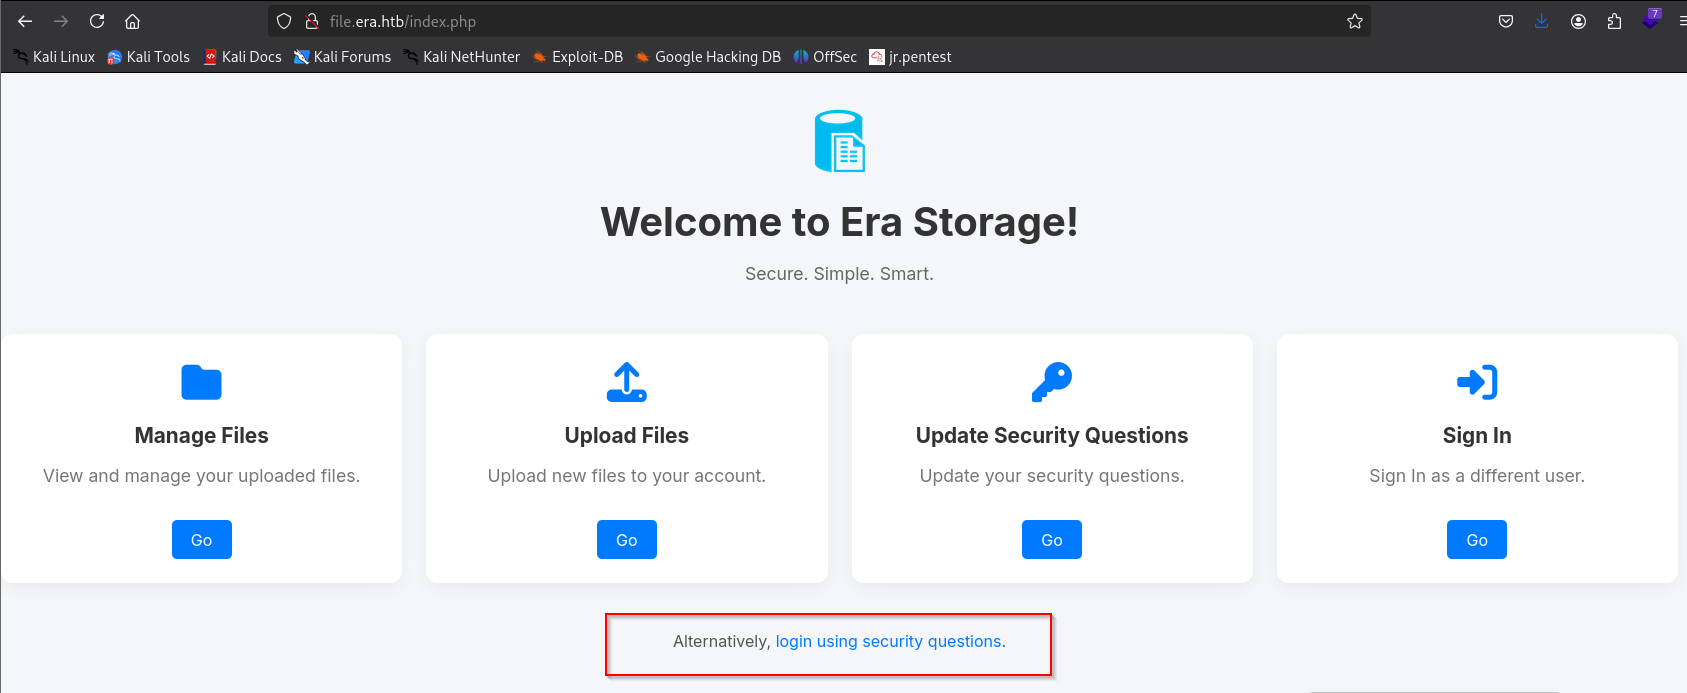 file.era.htb/index.php
7
Kali Linux Kali Tools Kali Docs Kali Forums Kali NetHunter Exploit-DB Google Hacking DB OffSec jr.pentest
Welcome to Era Storage!
Secure. Simple. Smart.
Manage Files
View and manage your uploaded files.
Go
Upload Files
Upload new files to your account.
Go
Update Security Questions
Update your security questions.
Go
Sign In
Sign In as a different user.
Go
Alternatively, login using security questions.